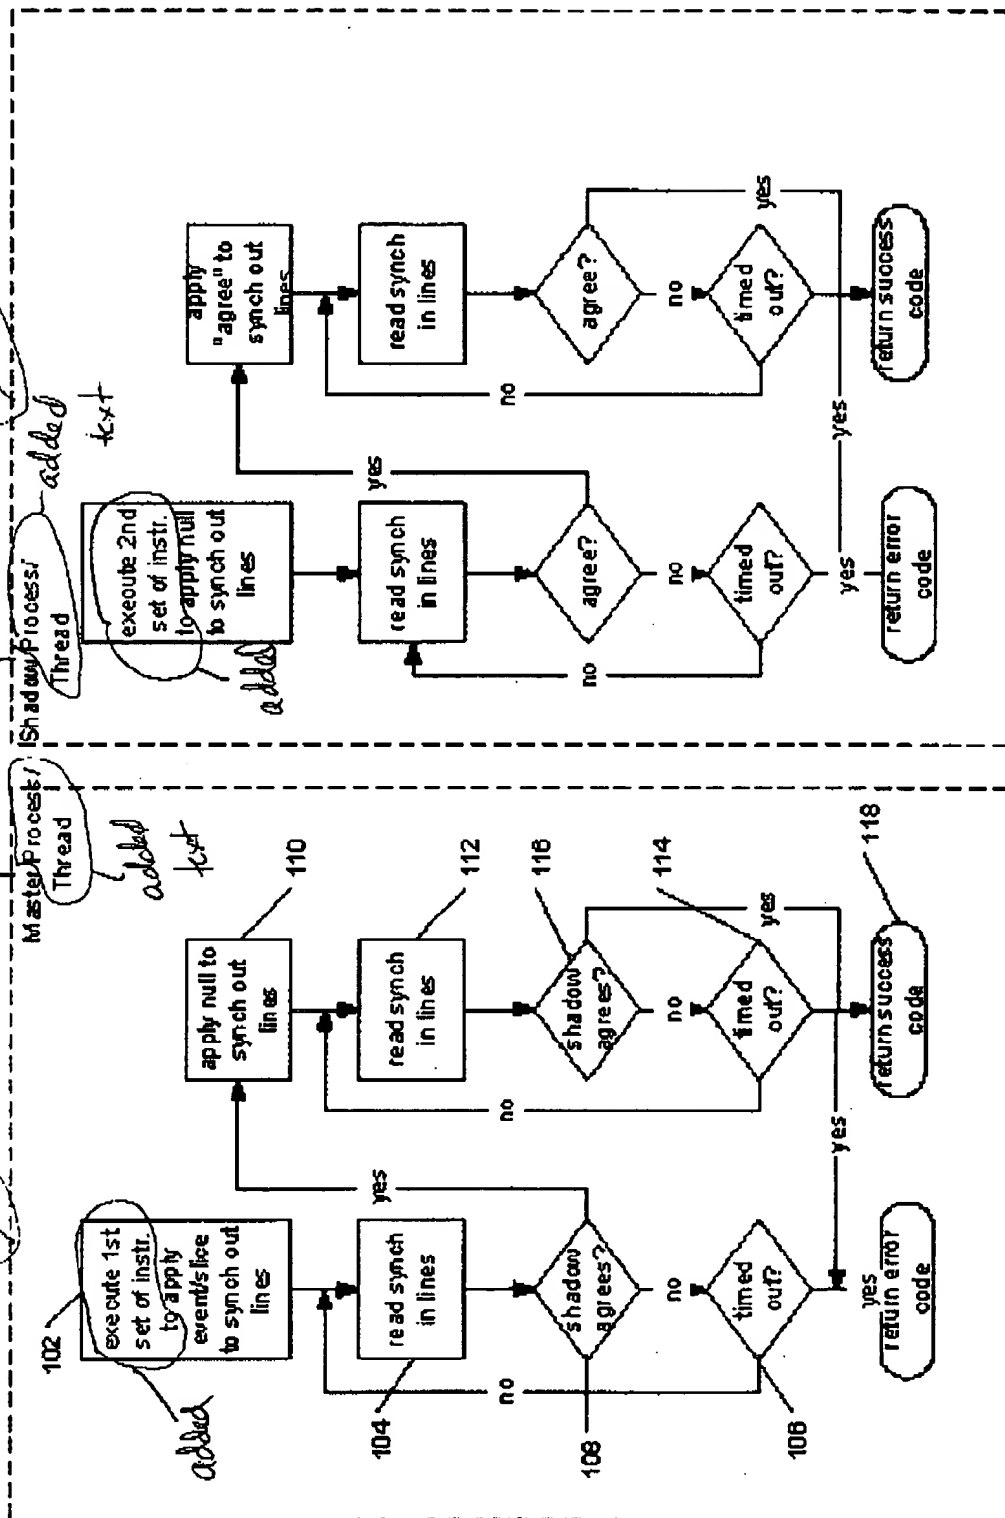 Master Process/
Thread
added
text
102
execute 1st
set of instr.
to apply
event/slice
to synch out
lines
added
104
read synch
in lines
108
shadow
agrees?
no
no
106
timed
out?
yes
return error
code
yes
110
apply null to
synch out
lines
112
read synch
in lines
116
shadow
agrees?
no
no
114
timed
out?
yes
yes
118
return success
code
Shadow Process/
Thread
added
text
execute 2nd
set of instr.
to apply null
to synch out
lines
added
read synch
in lines
agree?
no
no
timed
out?
yes
return error
code
yes
apply
"agree" to
synch out
lines
read synch
in lines
agree?
no
no
timed
out?
yes
yes
return success
code